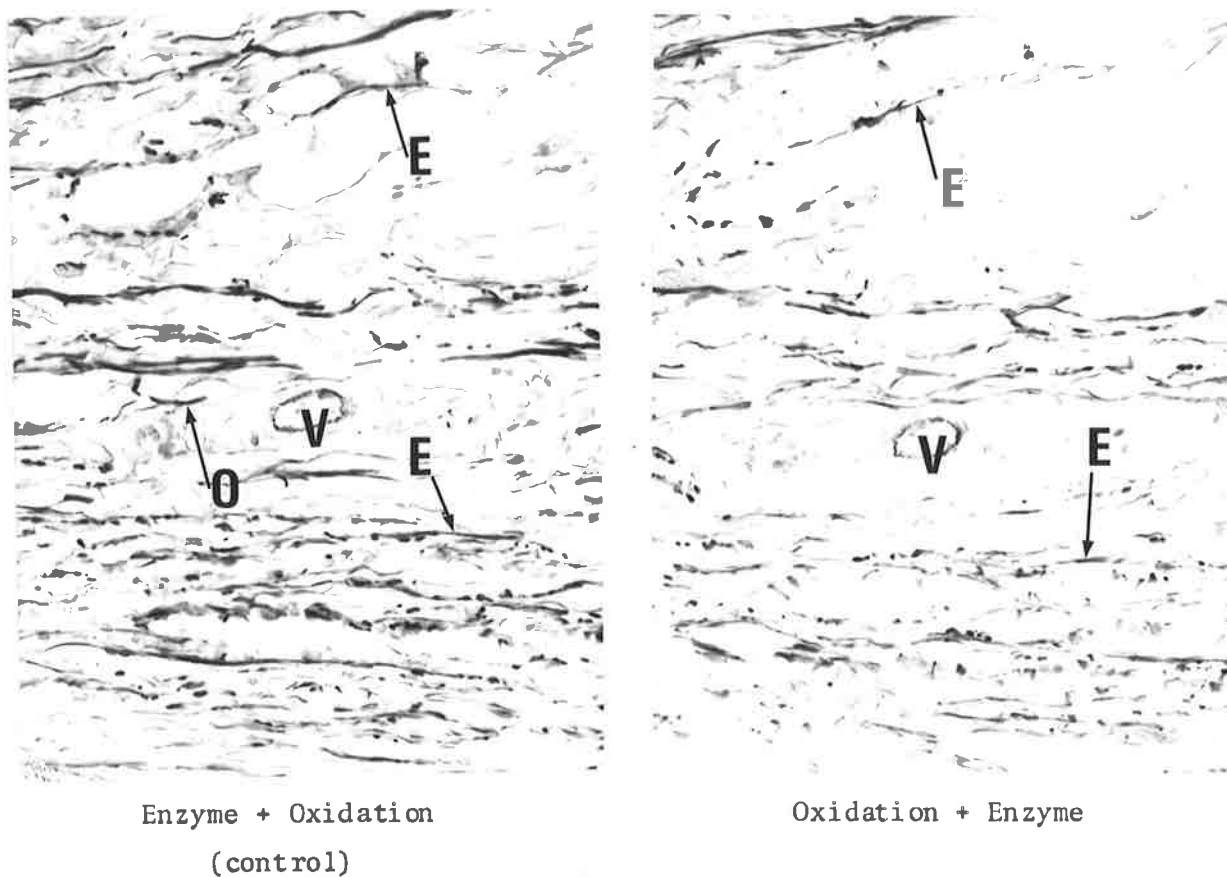 E
E
O
V
E
V
E
Enzyme + Oxidation
(control)
Oxidation + Enzyme